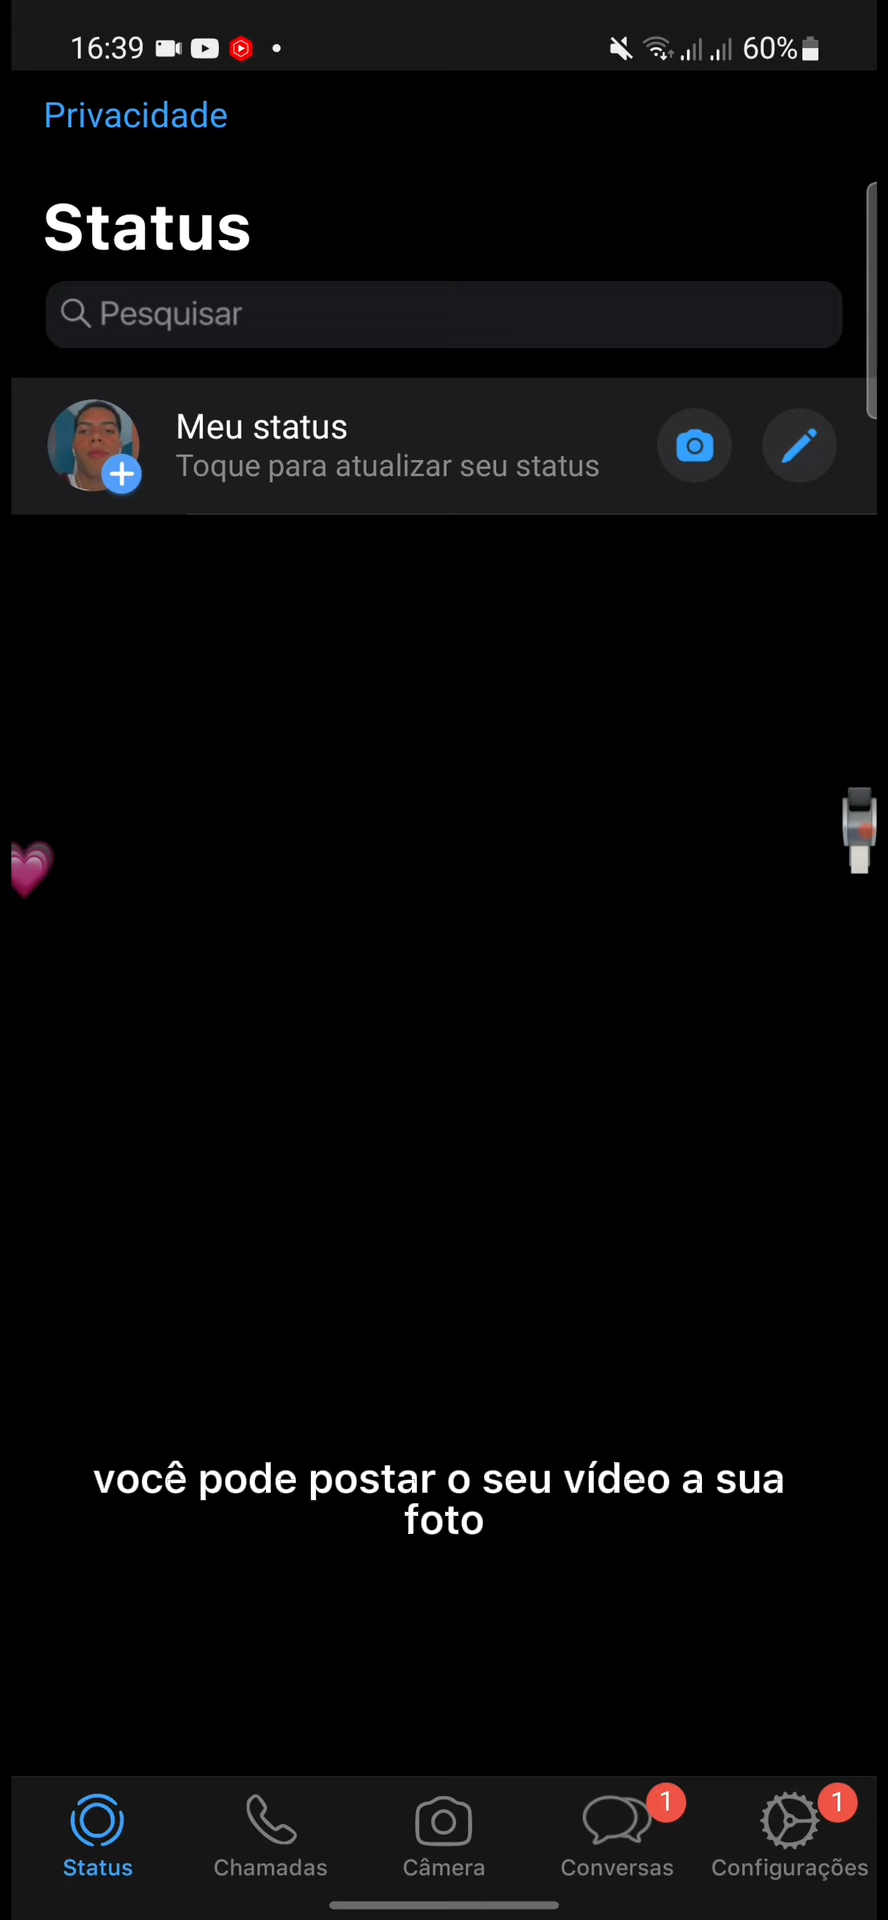 16:39
60%
Privacidade
Status
Pesquisar
Meu status
Toque para atualizar seu status
você pode postar o seu vídeo a sua
foto
1
1
Status
Chamadas
Câmera
Conversas
Configurações